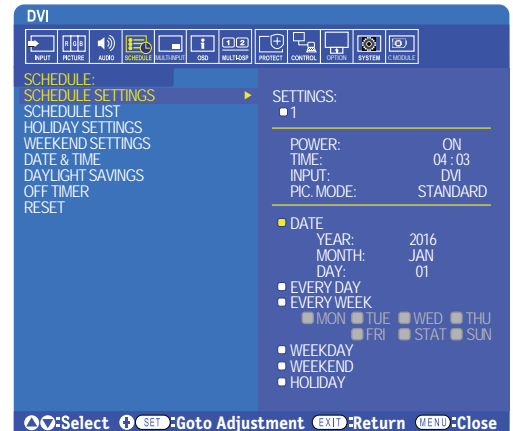 DVI
INPUT RGB PICTURE AUDIO SCHEDULE MULTI-INPUT i OSD 1 2 MULTI-DSP PROTECT CONTROL OPTION SYSTEM C MODULE
SCHEDULE:
SCHEDULE SETTINGS
SCHEDULE LIST
HOLIDAY SETTINGS
WEEKEND SETTINGS
DATE & TIME
DAYLIGHT SAVINGS
OFF TIMER
RESET
SETTINGS:
1
POWER: ON
TIME: 04 : 03
INPUT: DVI
PIC. MODE: STANDARD
DATE
YEAR: 2016
MONTH: JAN
DAY: 01
EVERY DAY
EVERY WEEK
MON TUE WED THU
FRI STAT SUN
WEEKDAY
WEEKEND
HOLIDAY
:Select SET:Goto Adjustment EXIT:Return MENU:Close